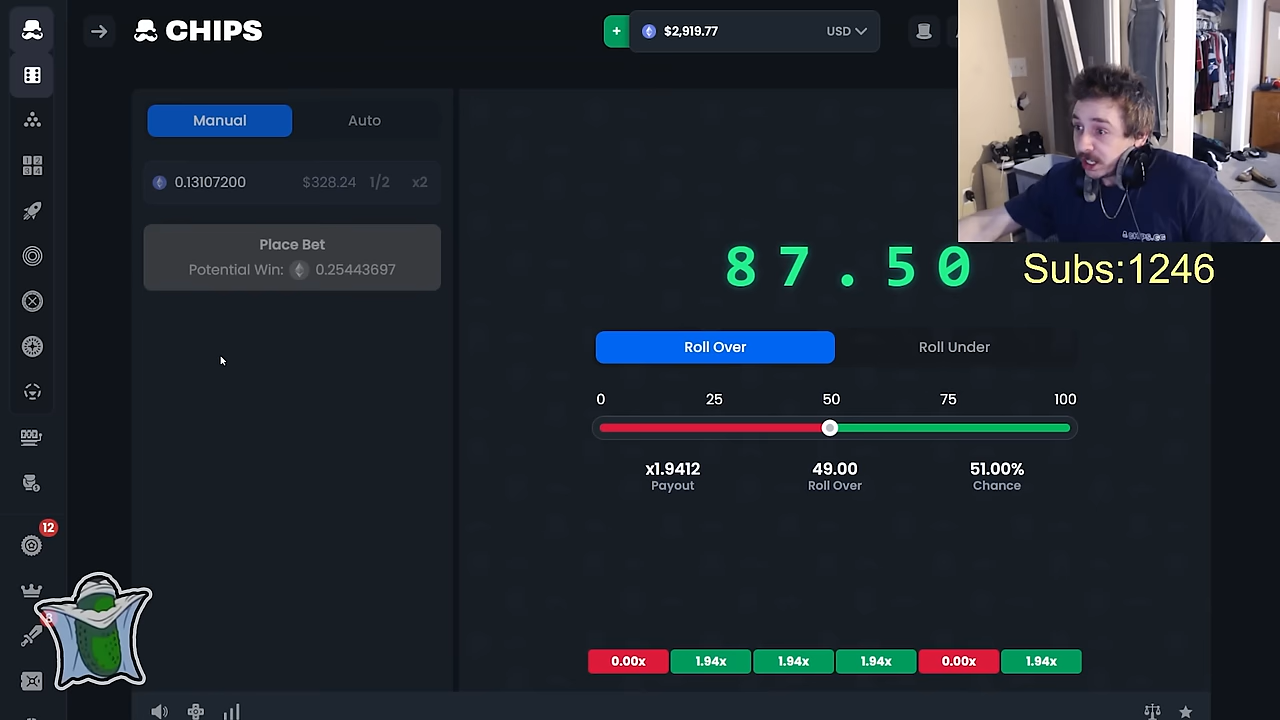 CHIPS
+
$2,919.77
USD
Manual
Auto
0.13107200
$328.24
1/2
x2
Place Bet
Potential Win:
0.25443697
87.50
Subs:1246
Roll Over
Roll Under
0
25
50
75
100
x1.9412
49.00
51.00%
Payout
Roll Over
Chance
12
8
0.00x
1.94x
1.94x
1.94x
0.00x
1.94x